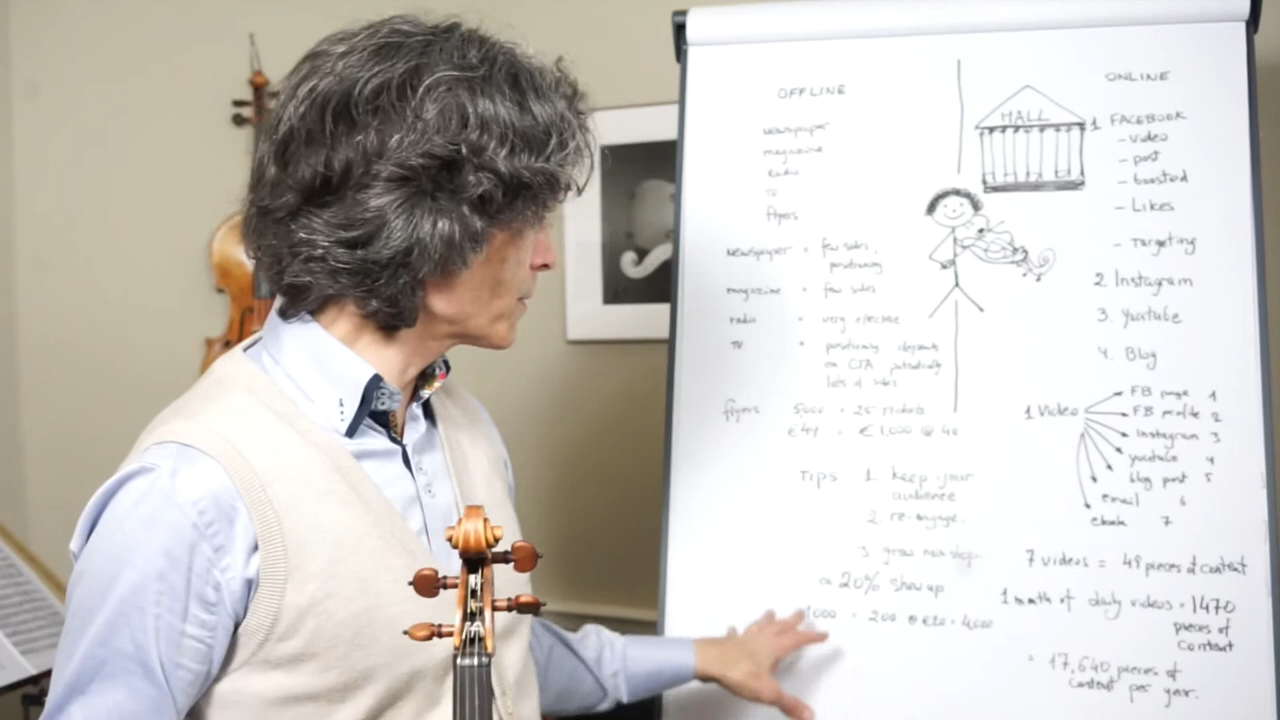 OFFLINE
Newspaper
magazine
Radio
TV
flyers
Newspaper = few sales,
positioning
magazine = few sales
radio = very effective
TV = positioning depends
on CTA potentially
lots of sales
flyers 5,000 = 25 tickets
€49 = € 1,000 @ 40
TIPS 1. keep your
audience
2. re-engage.
3. grow non stop
ca 20% show up
1000 = 200 @ €20 = 4,000
HALL
ONLINE
1 FACEBOOK
- video
- post
- boosted
- Likes
- Targeting
2. Instagram
3. youtube
4. Blog
1 Video
FB page 1
FB profile 2
Instagram 3
youtube 4
blog post 5
email 6
ebook 7
7 videos = 49 pieces of content
1 month of daily videos = 1470
pieces of
content
= 17,640 pieces of
content per year.